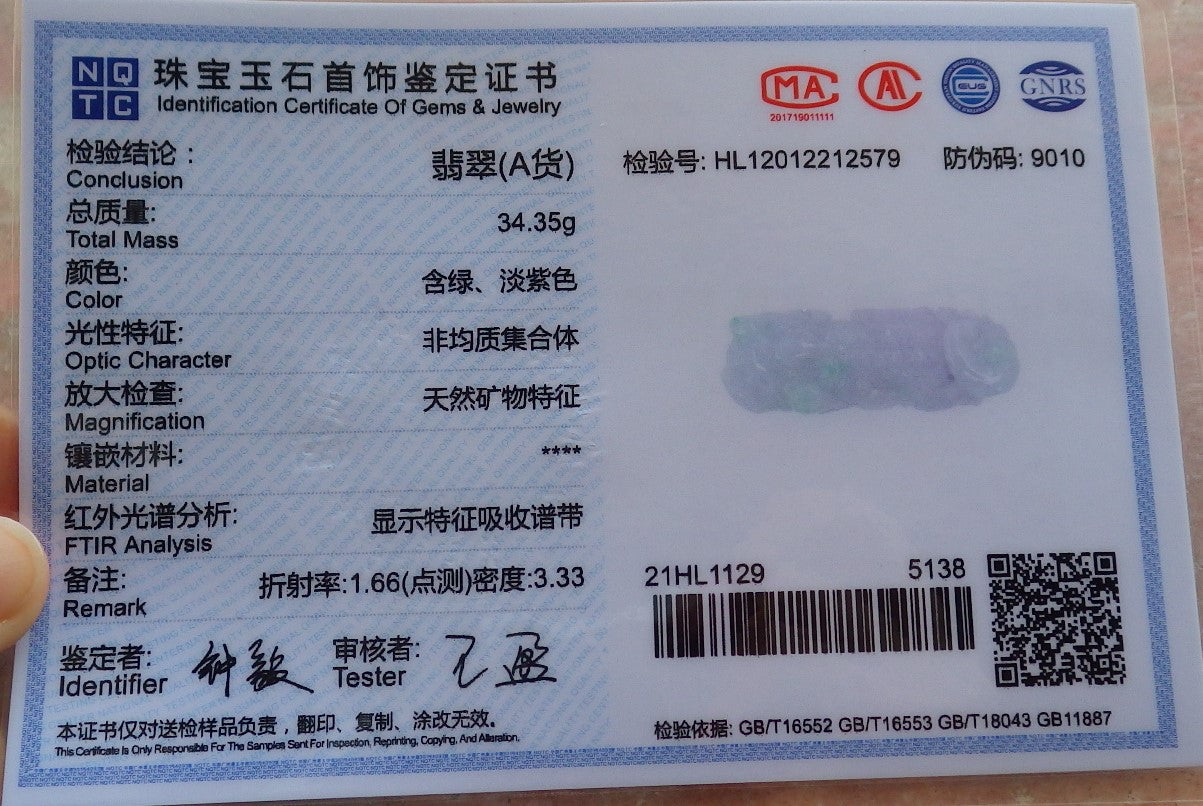 NQTC
珠宝玉石首饰鉴定证书
Identification Certificate Of Gems & Jewelry
MA
201719011111
GNRS
检验结论： 翡翠(A货)
Conclusion
检验号: HL12012212579 防伪码: 9010
总质量: 34.35g
Total Mass
颜色: 含绿、淡紫色
Color
光性特征: 非均质集合体
Optic Character
放大检查: 天然矿物特征
Magnification
镶嵌材料: ****
Material
红外光谱分析: 显示特征吸收谱带
FTIR Analysis
备注: 折射率:1.66(点测)密度:3.33
Remark
21HL1129 5138
鉴定者: 审核者:
Identifier Tester
本证书仅对送检样品负责，翻印、复制、涂改无效。
This Certificate Is Only Responsible For The Samples Sent For Inspection, Reprinting, Copying, And Alteration.
检验依据: GB/T16552 GB/T16553 GB/T18043 GB11887